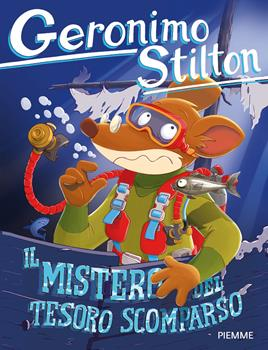 Geronimo
Stilton
IL
MISTERO DEL
TESORO SCOMPARSO
PIEMME